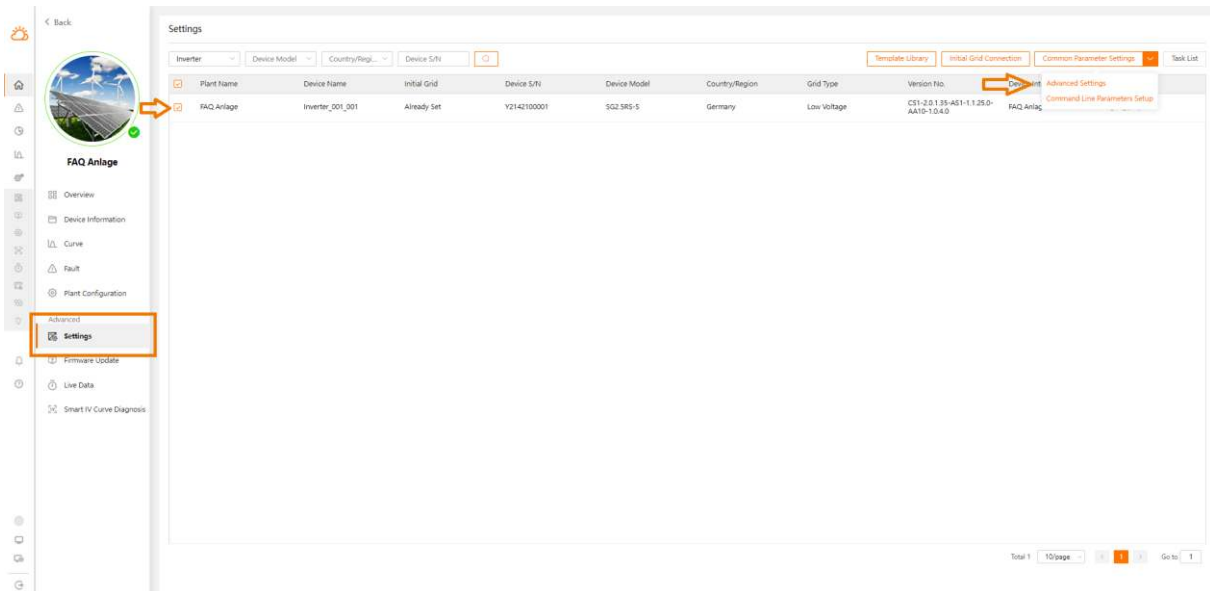 Back
Settings
Inverter Device Model Country/Regi... Device S/N Template Library Initial Grid Connection Common Parameter Settings Task List
Plant Name Device Name Initial Grid Device S/N Device Model Country/Region Grid Type Version No. Advanced Settings
Command Line Parameters Setup
FAQ Anlage Inverter_001_001 Already Set Y2142100001 SG2.5RS-S Germany Low Voltage CS1-2.0.1.35-AS1-1.1.25.0-
AA10-1.0.4.0
FAQ Anlage
Overview
Device Information
Curve
Fault
Plant Configuration
Advanced
Settings
Firmware Update
Live Data
Smart IV Curve Diagnosis
Total 1 10/page 1 Go to 1